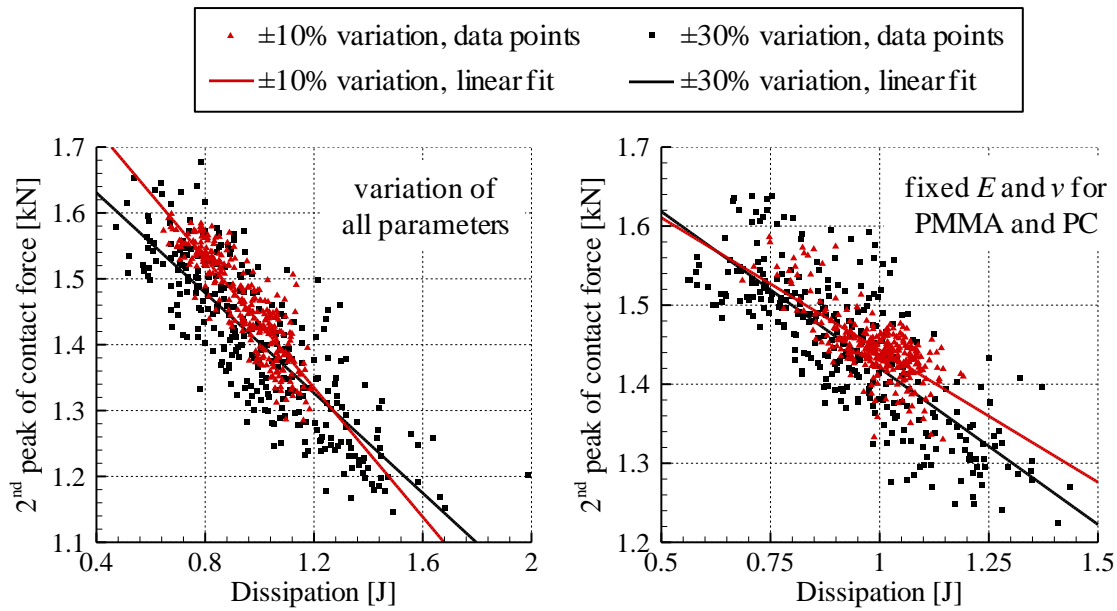 ±10% variation, data points
±30% variation, data points
±10% variation, linear fit
±30% variation, linear fit
1.7
1.6
1.5
1.4
1.3
1.2
1.1
0.4
0.8
1.2
1.6
2
2nd peak of contact force [kN]
Dissipation [J]
variation of
all parameters
1.7
1.6
1.5
1.4
1.3
1.2
0.5
0.75
1
1.25
1.5
2nd peak of contact force [kN]
Dissipation [J]
fixed E and ν for
PMMA and PC